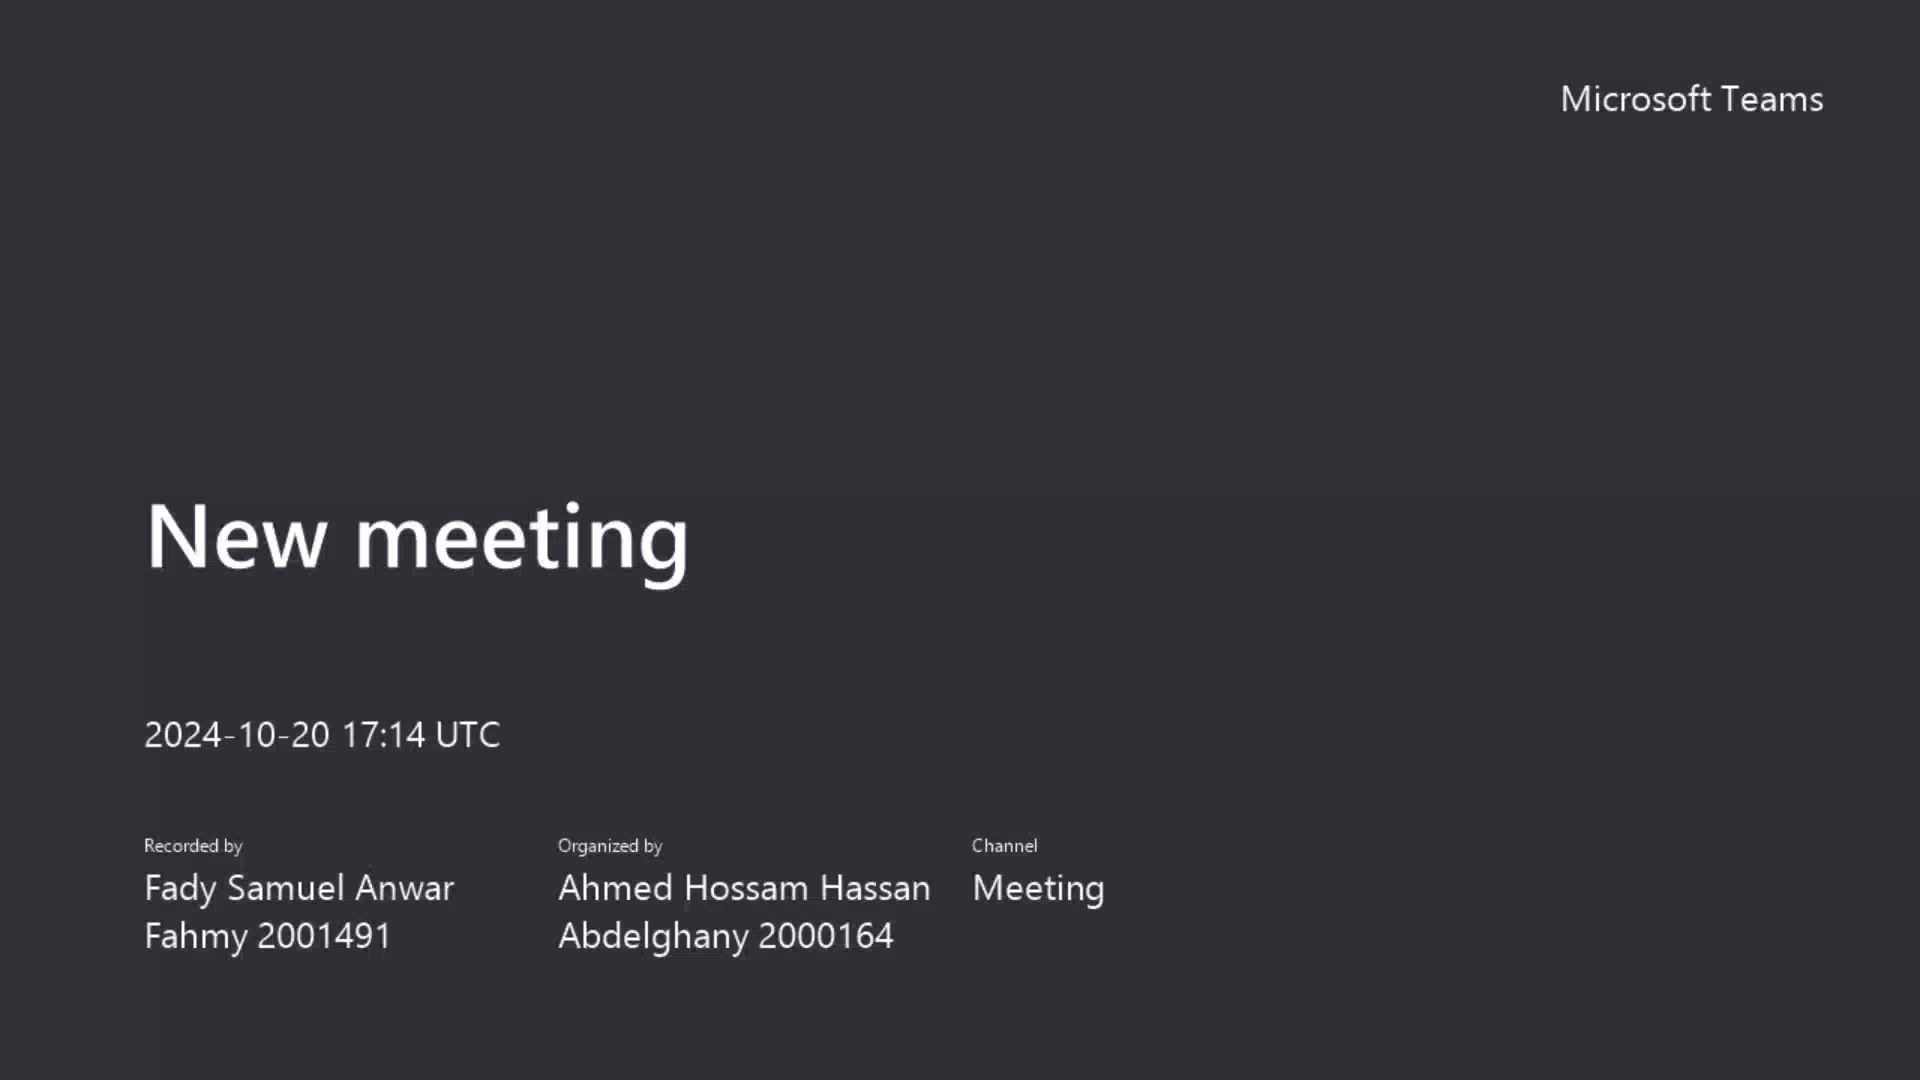 Microsoft Teams
New meeting
2024-10-20 17:14 UTC
Recorded by
Fady Samuel Anwar
Fahmy 2001491
Organized by
Ahmed Hossam Hassan
Abdelghany 2000164
Channel
Meeting